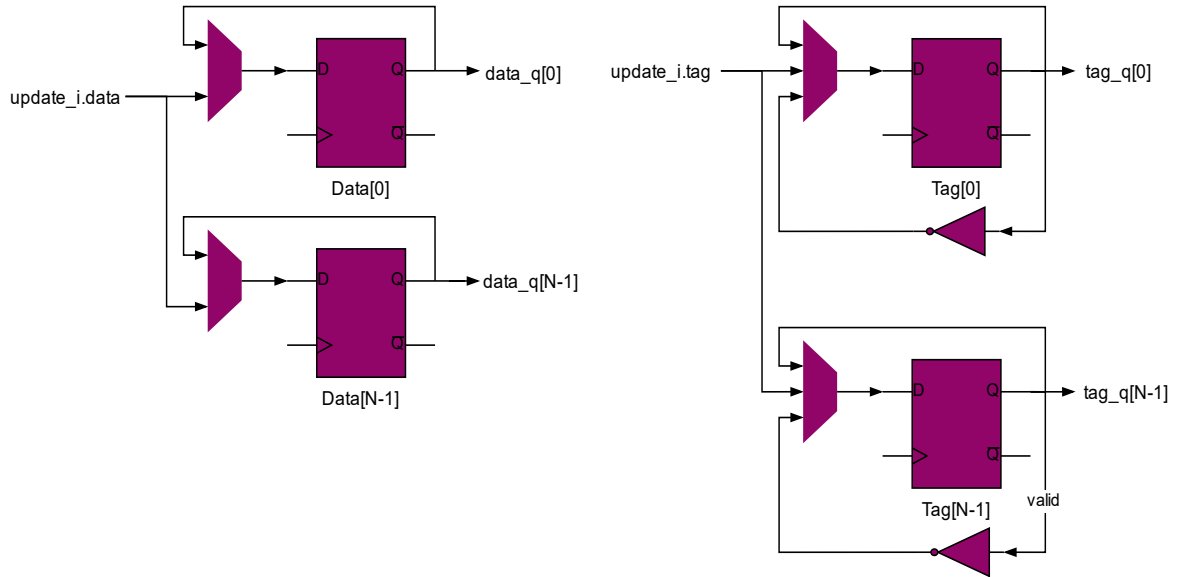 update_i.data
D
Q
Q
data_q[0]
Data[0]
D
Q
Q
data_q[N-1]
Data[N-1]
update_i.tag
D
Q
Q
tag_q[0]
Tag[0]
D
Q
Q
tag_q[N-1]
Tag[N-1]
valid